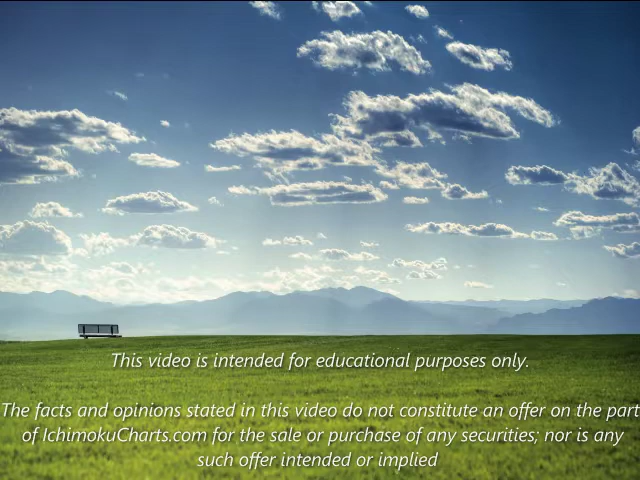 This video is intended for educational purposes only.
The facts and opinions stated in this video do not constitute an offer on the part
of IchimokuCharts.com for the sale or purchase of any securities; nor is any
such offer intended or implied